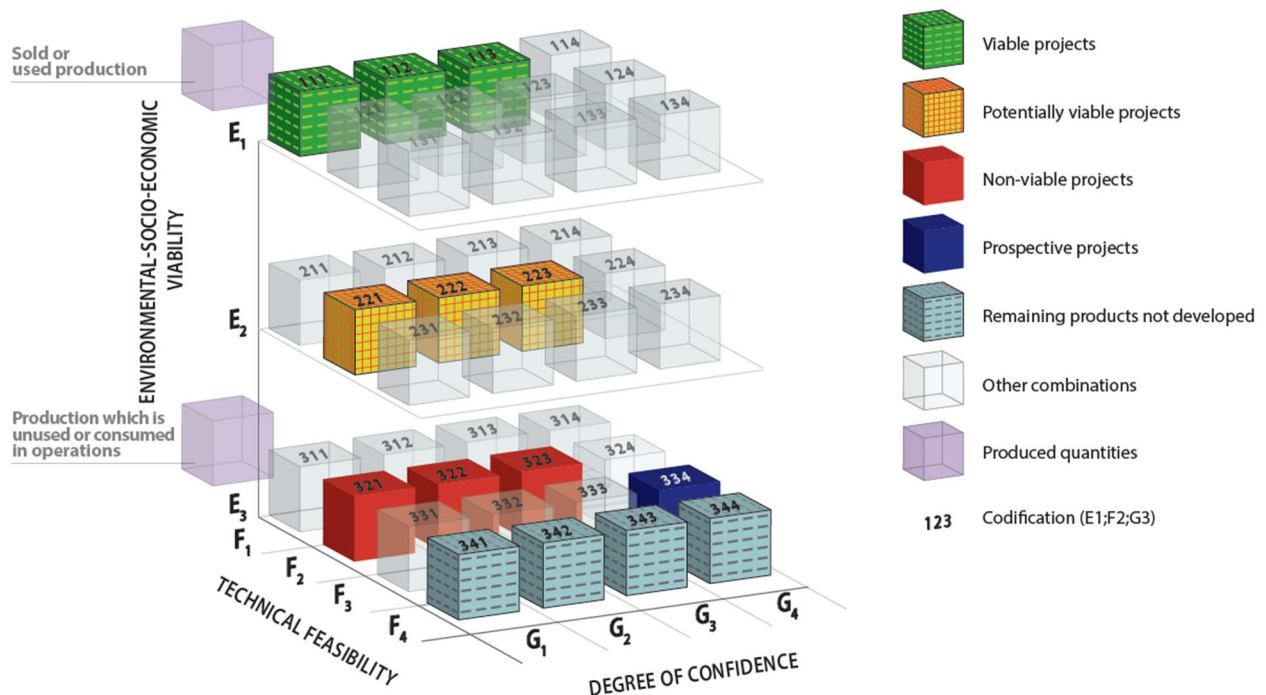 Sold or
used production
ENVIRONMENTAL-SOCIO-ECONOMIC
VIABILITY
E1
111
112
113
114
121
122
123
124
131
132
133
134
E2
211
212
213
214
221
222
223
224
231
232
233
234
Production which is
unused or consumed
in operations
E3
311
312
313
314
321
322
323
324
331
332
333
334
341
342
343
344
F1
F2
F3
F4
TECHNICAL FEASIBILITY
G1
G2
G3
G4
DEGREE OF CONFIDENCE
Viable projects
Potentially viable projects
Non-viable projects
Prospective projects
Remaining products not developed
Other combinations
Produced quantities
123 Codification (E1;F2;G3)